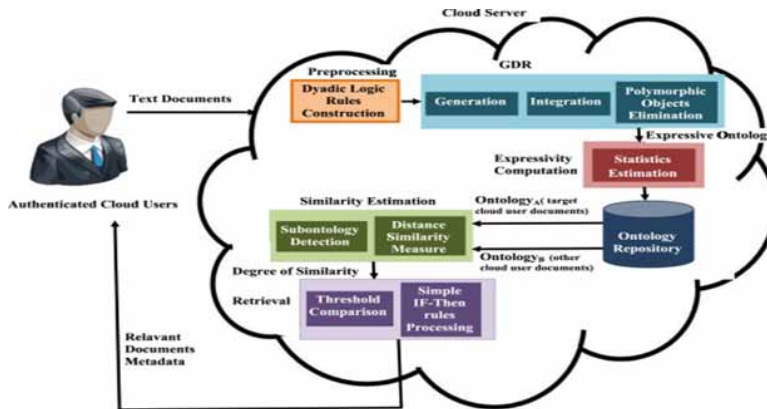 Cloud Server
Preprocessing
GDR
Text Documents
Dyadic Logic
Rules
Construction
Generation
Integration
Polymorphic
Objects
Elimination
Expressive Ontology
Expressivity
Computation
Statistics
Estimation
Authenticated Cloud Users
Similarity Estimation
OntologyA( target
cloud user documents)
Subontology
Detection
Distance
Similarity
Measure
Ontology
Repository
OntologyB (other
cloud user documents)
Degree of Similarity
Retrieval
Threshold
Comparison
Simple
IF-Then
rules
Processing
Relavant
Documents
Metadata